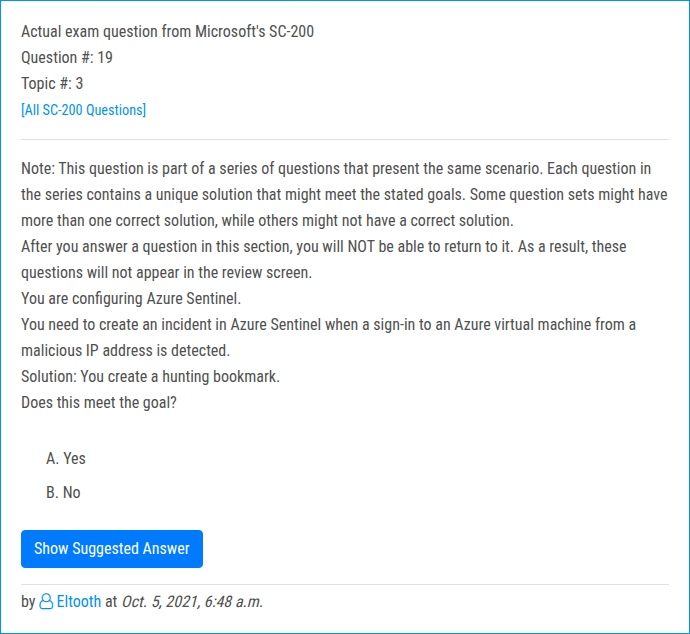 Actual exam question from Microsoft's SC-200
Question #: 19
Topic #: 3
[All SC-200 Questions]
Note: This question is part of a series of questions that present the same scenario. Each question in
the series contains a unique solution that might meet the stated goals. Some question sets might have
more than one correct solution, while others might not have a correct solution.
After you answer a question in this section, you will NOT be able to return to it. As a result, these
questions will not appear in the review screen.
You are configuring Azure Sentinel.
You need to create an incident in Azure Sentinel when a sign-in to an Azure virtual machine from a
malicious IP address is detected.
Solution: You create a hunting bookmark.
Does this meet the goal?
A. Yes
B. No
Show Suggested Answer
by Eltooth at Oct. 5, 2021, 6:48 a.m.